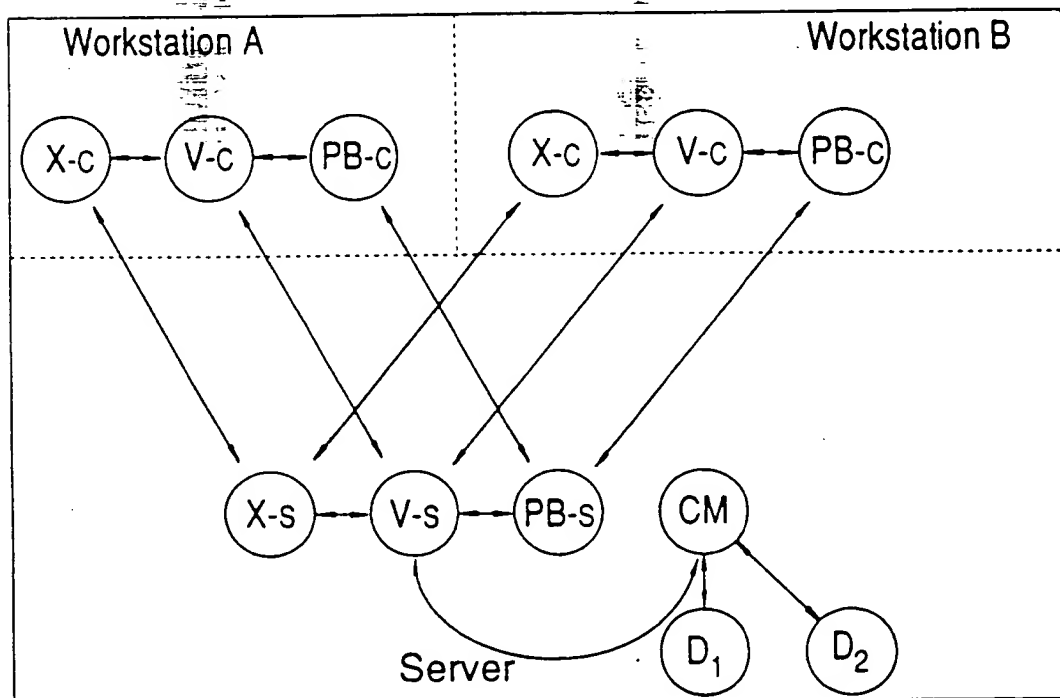 Workstation A
Workstation B
X-c
V-c
PB-c
X-c
V-c
PB-c
X-s
V-s
PB-s
CM
Server
D₁
D₂